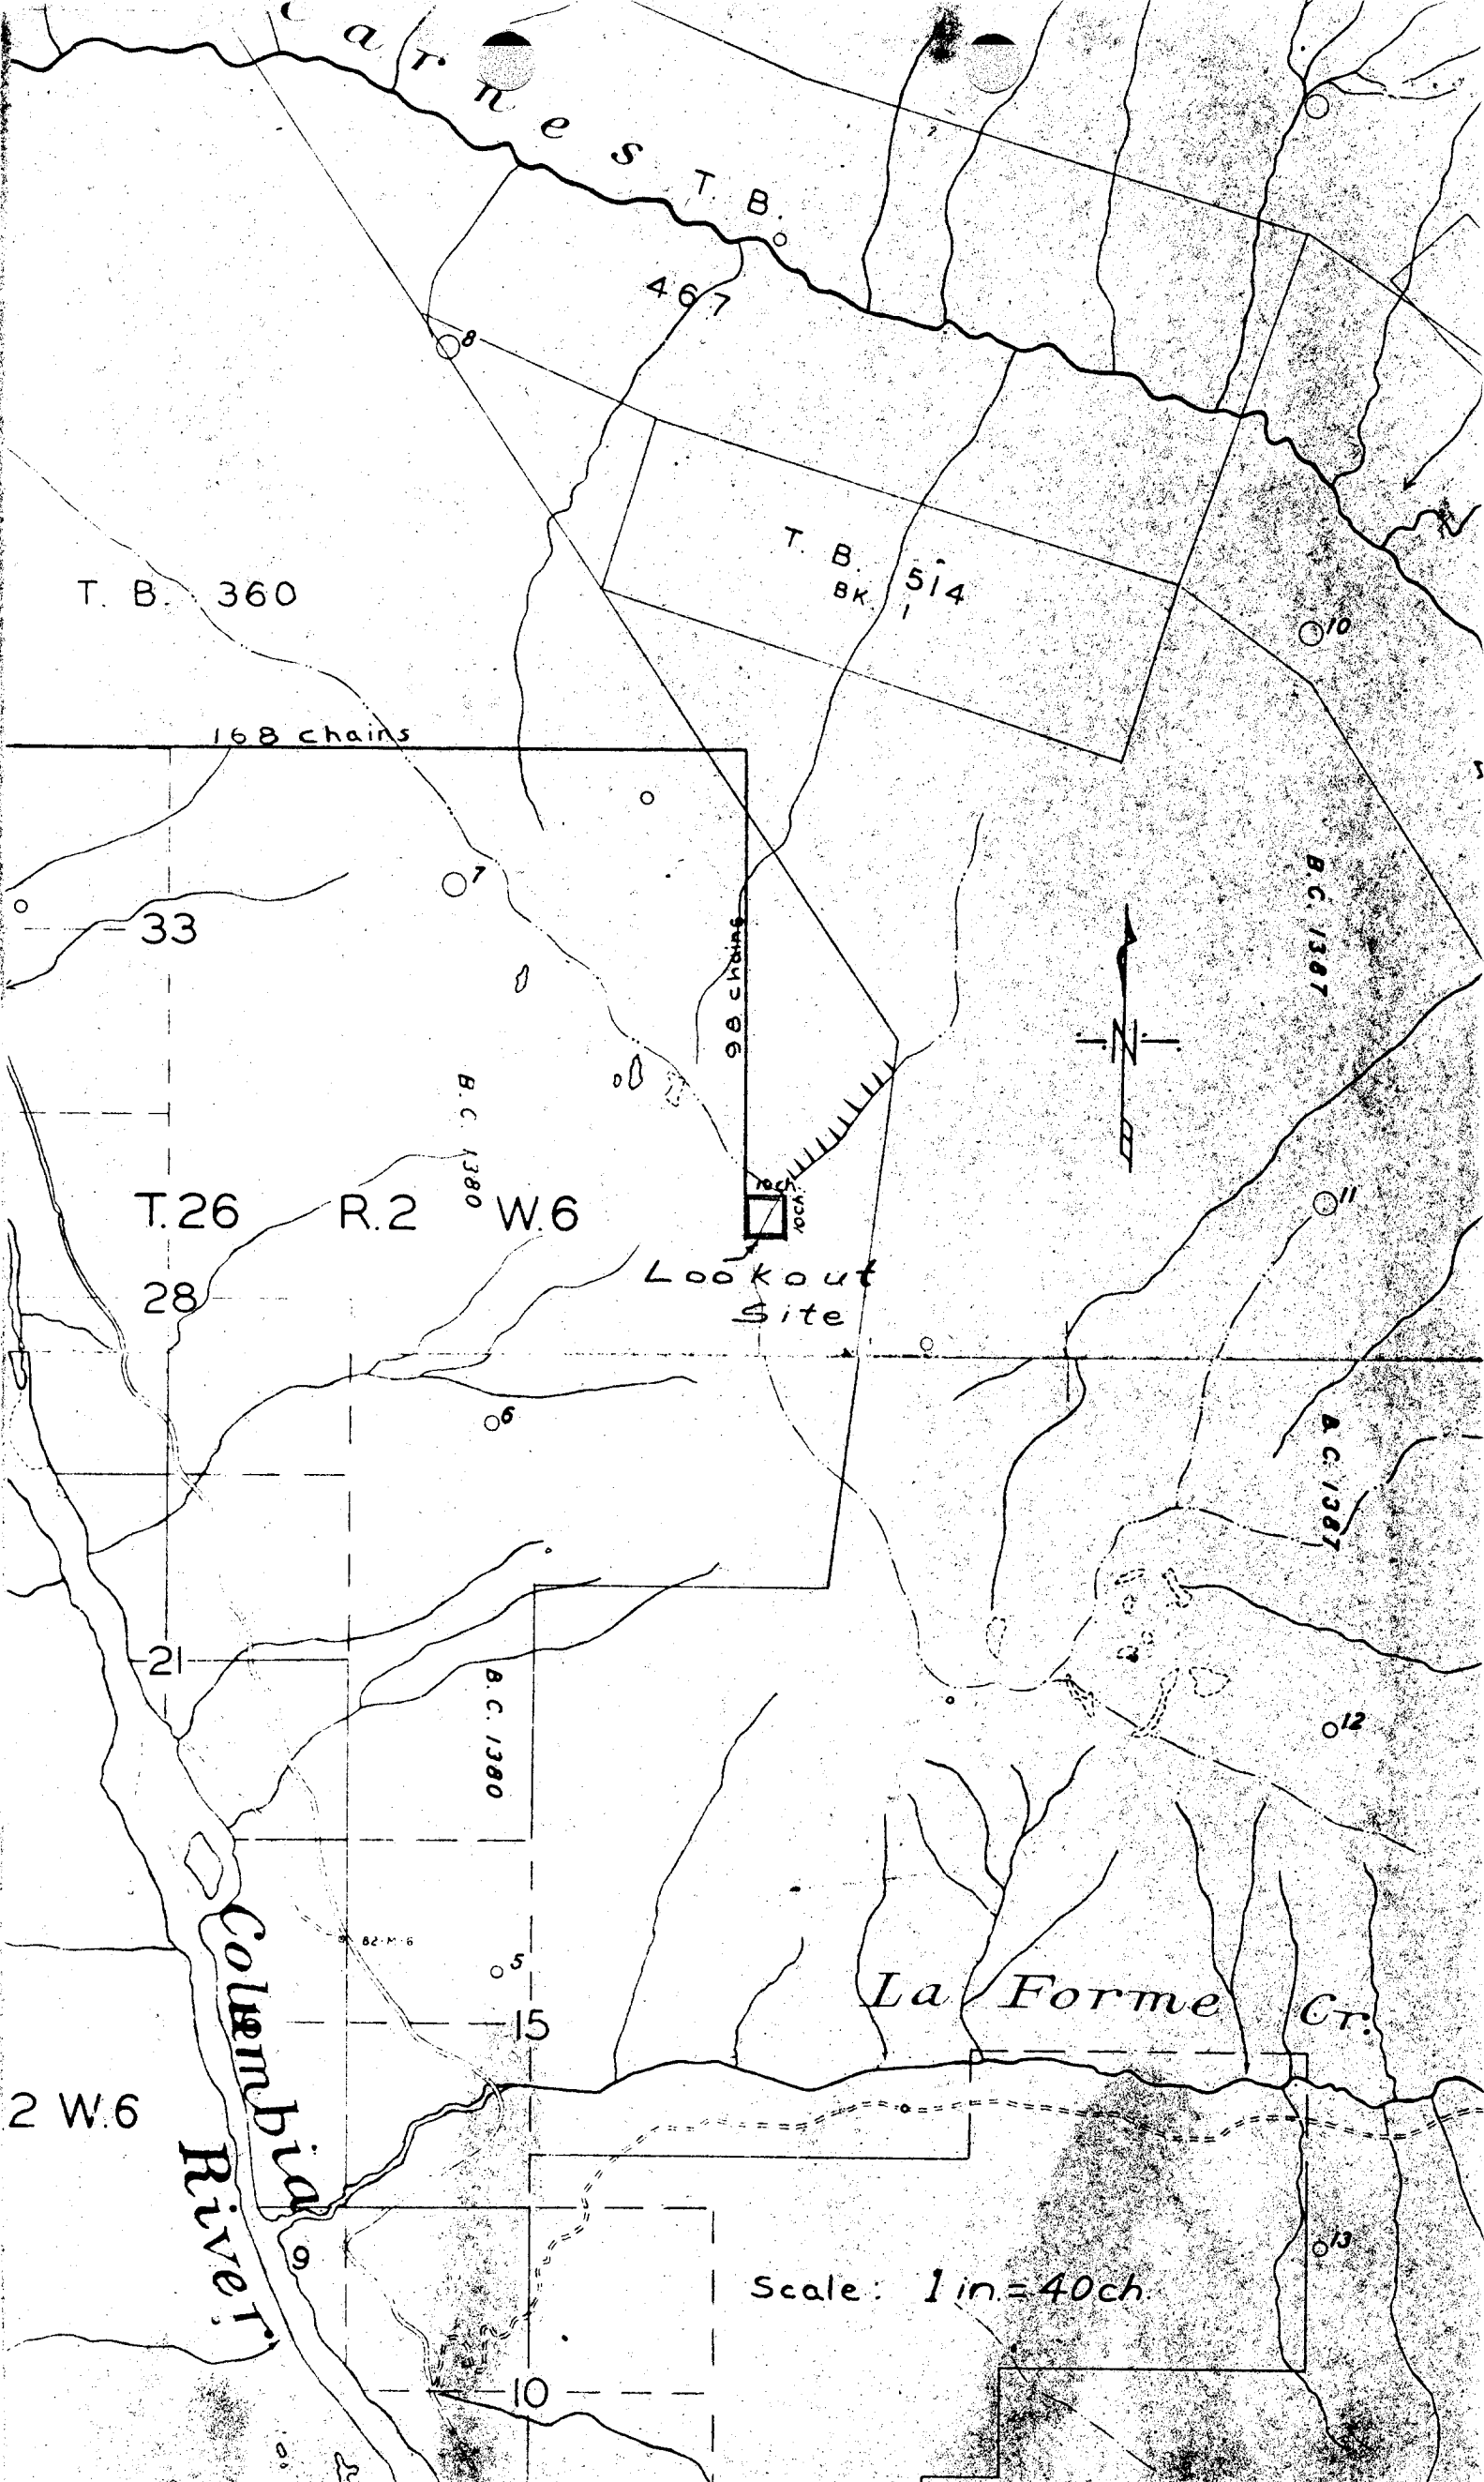 Carnes
T. B.
467
8
T. B.
514
BK.
1
T. B. 360
10
168 chains
7
33
98 chains
B.C. 1387
N
B.C. 1380
10ch.
10ch.
T.26 R.2 W.6
11
Lookout
Site
28
6
B.C. 1387
21
B.C. 1380
12
82-M-6
5
La Forme Cr.
15
Columbia
River
2 W.6
9
13
Scale: 1 in. = 40ch.
10